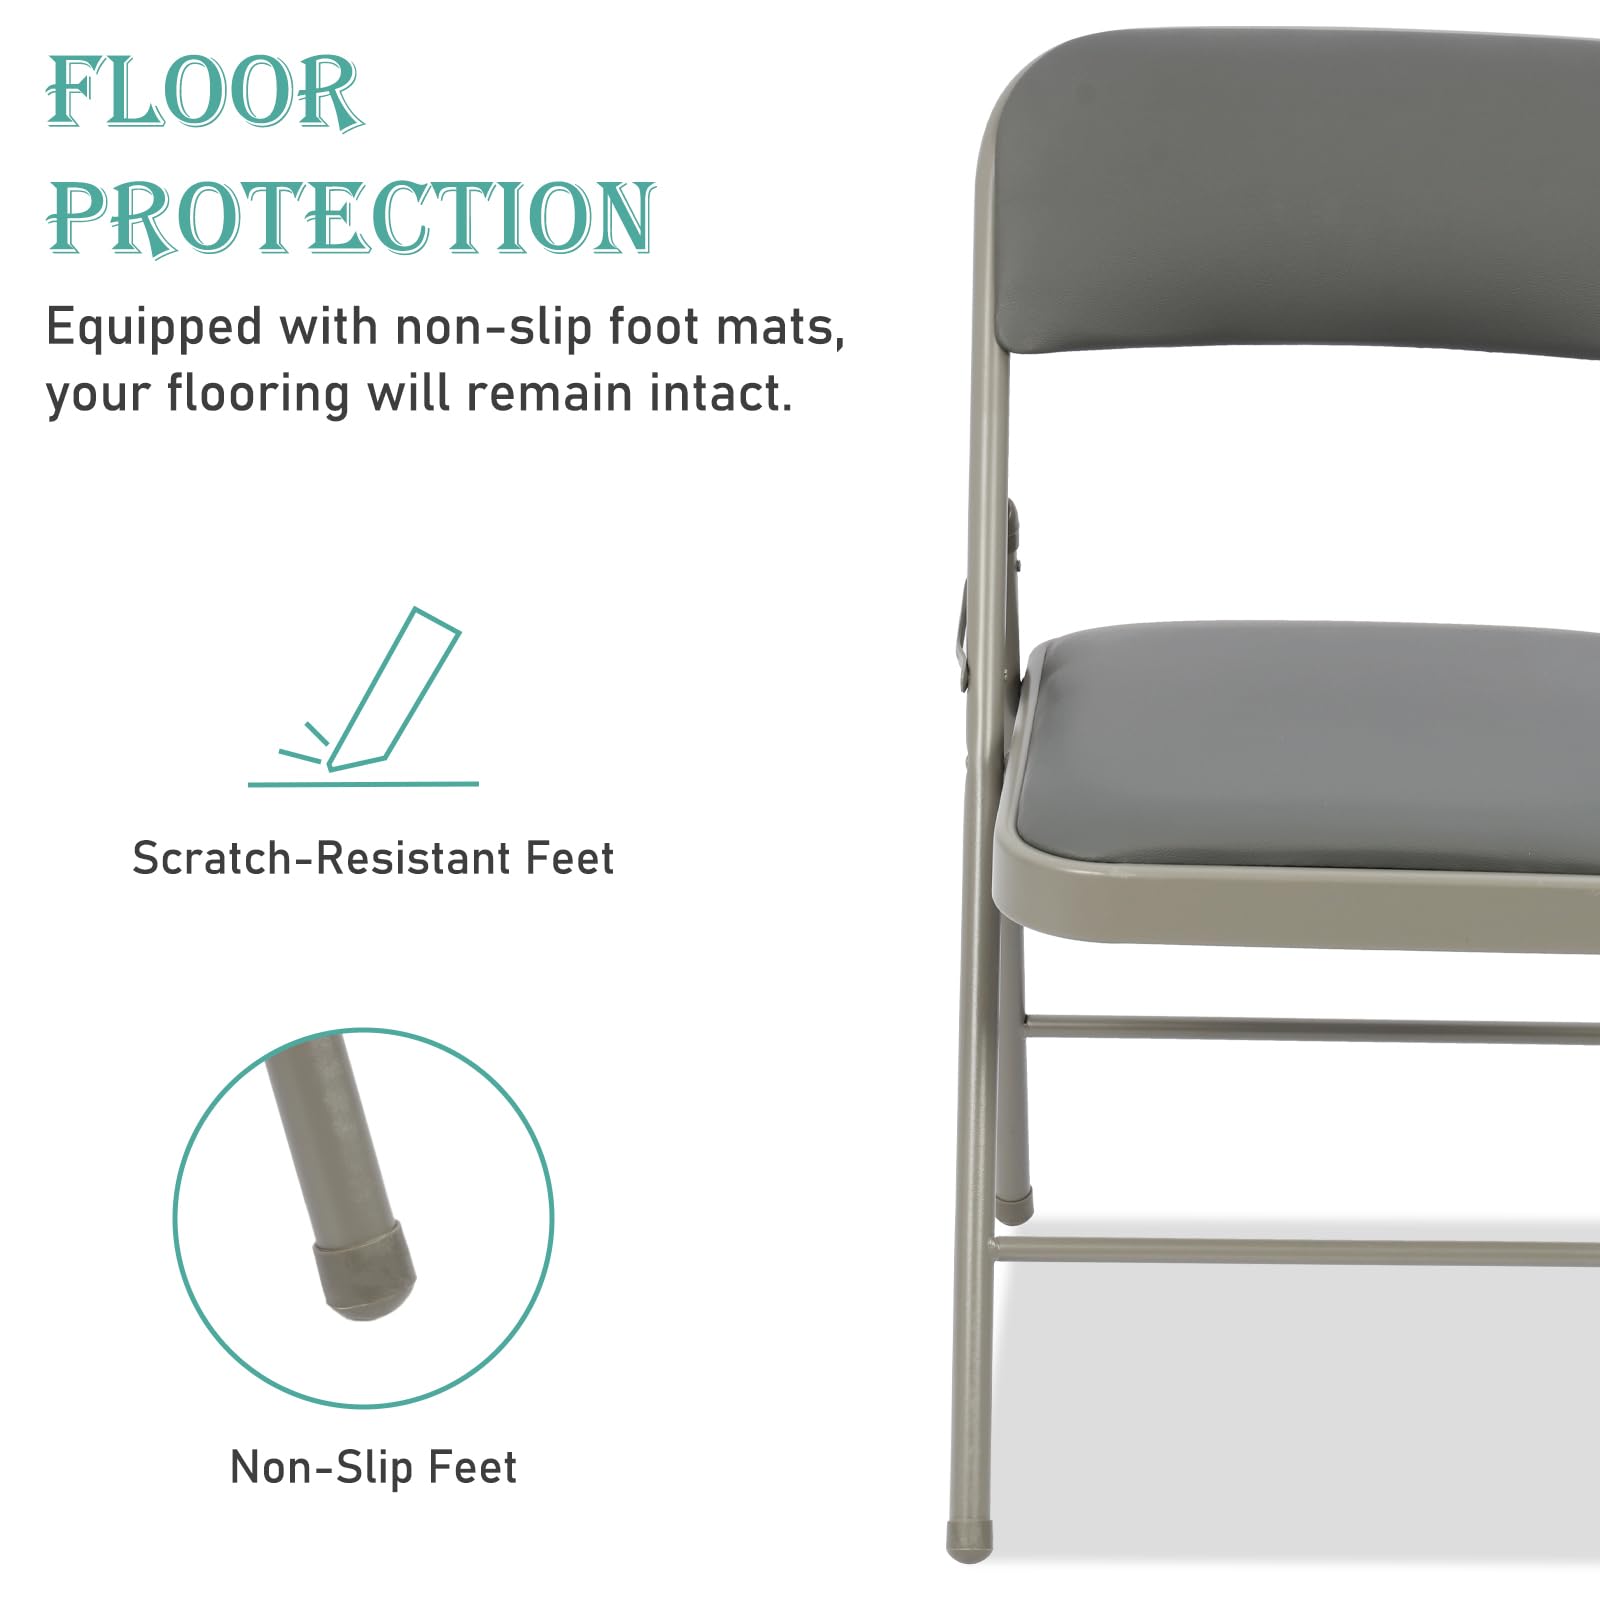 FLOOR
PROTECTION
Equipped with non-slip foot mats,
your flooring will remain intact.
Scratch-Resistant Feet
Non-Slip Feet